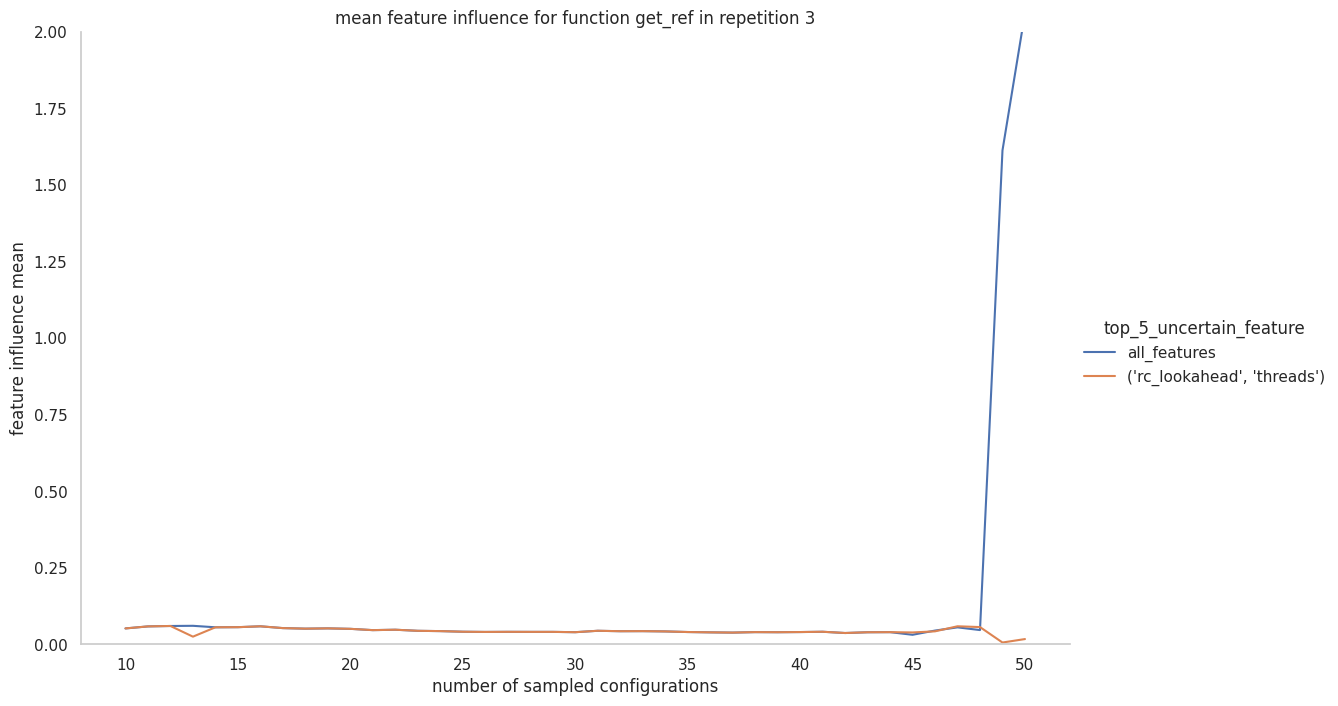 mean feature influence for function get_ref in repetition 3
2.00
1.75
1.50
1.25
1.00
0.75
0.50
0.25
0.00
feature influence mean
10 15 20 25 30 35 40 45 50
number of sampled configurations
top_5_uncertain_feature
all_features
('rc_lookahead', 'threads')